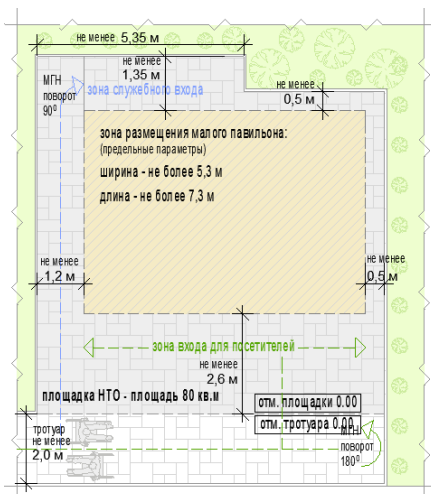 не менее 5,35 м
не менее
1,35 м
МГН
поворот
90⁰
зона служебного входа
не менее
0,5 м
зона размещения малого павильона:
(предельные параметры)
ширина - не более 5,3 м
длина - не более 7,3 м
не менее
1,2 м
не менее
0,5 м
зона входа для посетителей
не менее
2,6 м
площадка НТО - площадь 80 кв.м
отм. площадки 0.00
отм. тротуара 0.00
тротуар
не менее
2,0 м
МГН
поворот
180⁰